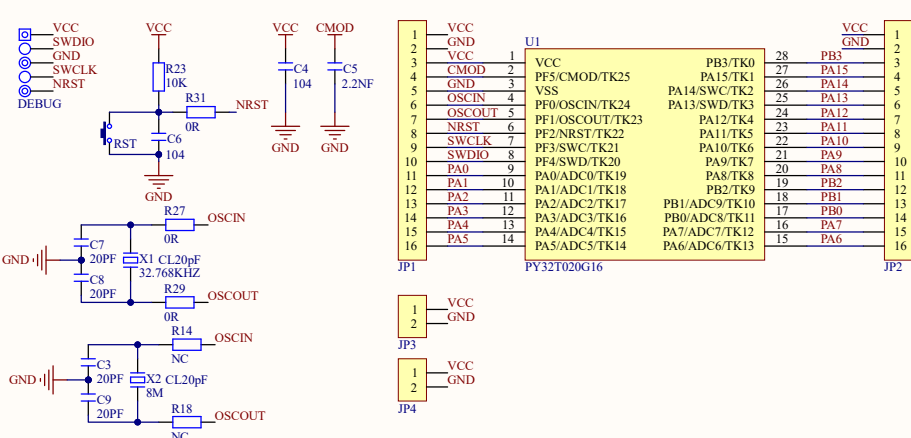 VCC
SWDIO
GND
SWCLK
NRST
DEBUG
VCC
R23
10K
R31
0R
NRST
RST
C6
104
GND
VCC
C4
104
GND
CMOD
C5
2.2NF
GND
R27
0R
OSCIN
C7
20PF
GND
X1 CL20pF
32.768KHZ
C8
20PF
R29
0R
OSCOUT
R14
NC
OSCIN
C3
20PF
GND
X2 CL20pF
8M
C9
20PF
R18
NC
OSCOUT
1 VCC
2 GND
3 VCC 1
4 CMOD 2
5 GND 3
6 OSCIN 4
7 OSCOUT 5
8 NRST 6
9 SWCLK 7
10 SWDIO 8
11 PA0 9
12 PA1 10
13 PA2 11
14 PA3 12
15 PA4 13
16 PA5 14
JP1
U1
VCC PB3/TK0
PF5/CMOD/TK25 PA15/TK1
VSS PA14/SWC/TK2
PF0/OSCIN/TK24 PA13/SWD/TK3
PF1/OSCOUT/TK23 PA12/TK4
PF2/NRST/TK22 PA11/TK5
PF3/SWC/TK21 PA10/TK6
PF4/SWD/TK20 PA9/TK7
PA0/ADC0/TK19 PA8/TK8
PA1/ADC1/TK18 PB2/TK9
PA2/ADC2/TK17 PB1/ADC9/TK10
PA3/ADC3/TK16 PB0/ADC8/TK11
PA4/ADC4/TK15 PA7/ADC7/TK12
PA5/ADC5/TK14 PA6/ADC6/TK13
PY32T020G16
VCC 1
GND 2
28 PB3 3
27 PA15 4
26 PA14 5
25 PA13 6
24 PA12 7
23 PA11 8
22 PA10 9
21 PA9 10
20 PA8 11
19 PB2 12
18 PB1 13
17 PB0 14
16 PA7 15
15 PA6 16
JP2
1 VCC
2 GND
JP3
1 VCC
2 GND
JP4